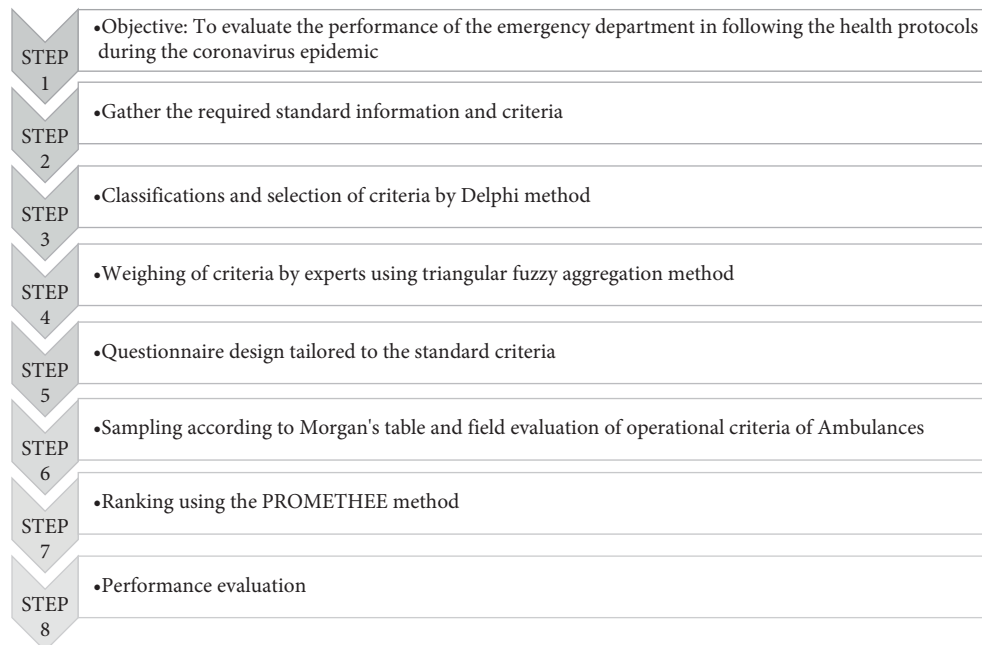 STEP
1
•Objective: To evaluate the performance of the emergency department in following the health protocols
during the coronavirus epidemic
STEP
2
•Gather the required standard information and criteria
STEP
3
•Classifications and selection of criteria by Delphi method
STEP
4
•Weighing of criteria by experts using triangular fuzzy aggregation method
STEP
5
•Questionnaire design tailored to the standard criteria
STEP
6
•Sampling according to Morgan's table and field evaluation of operational criteria of Ambulances
STEP
7
•Ranking using the PROMETHEE method
STEP
8
•Performance evaluation